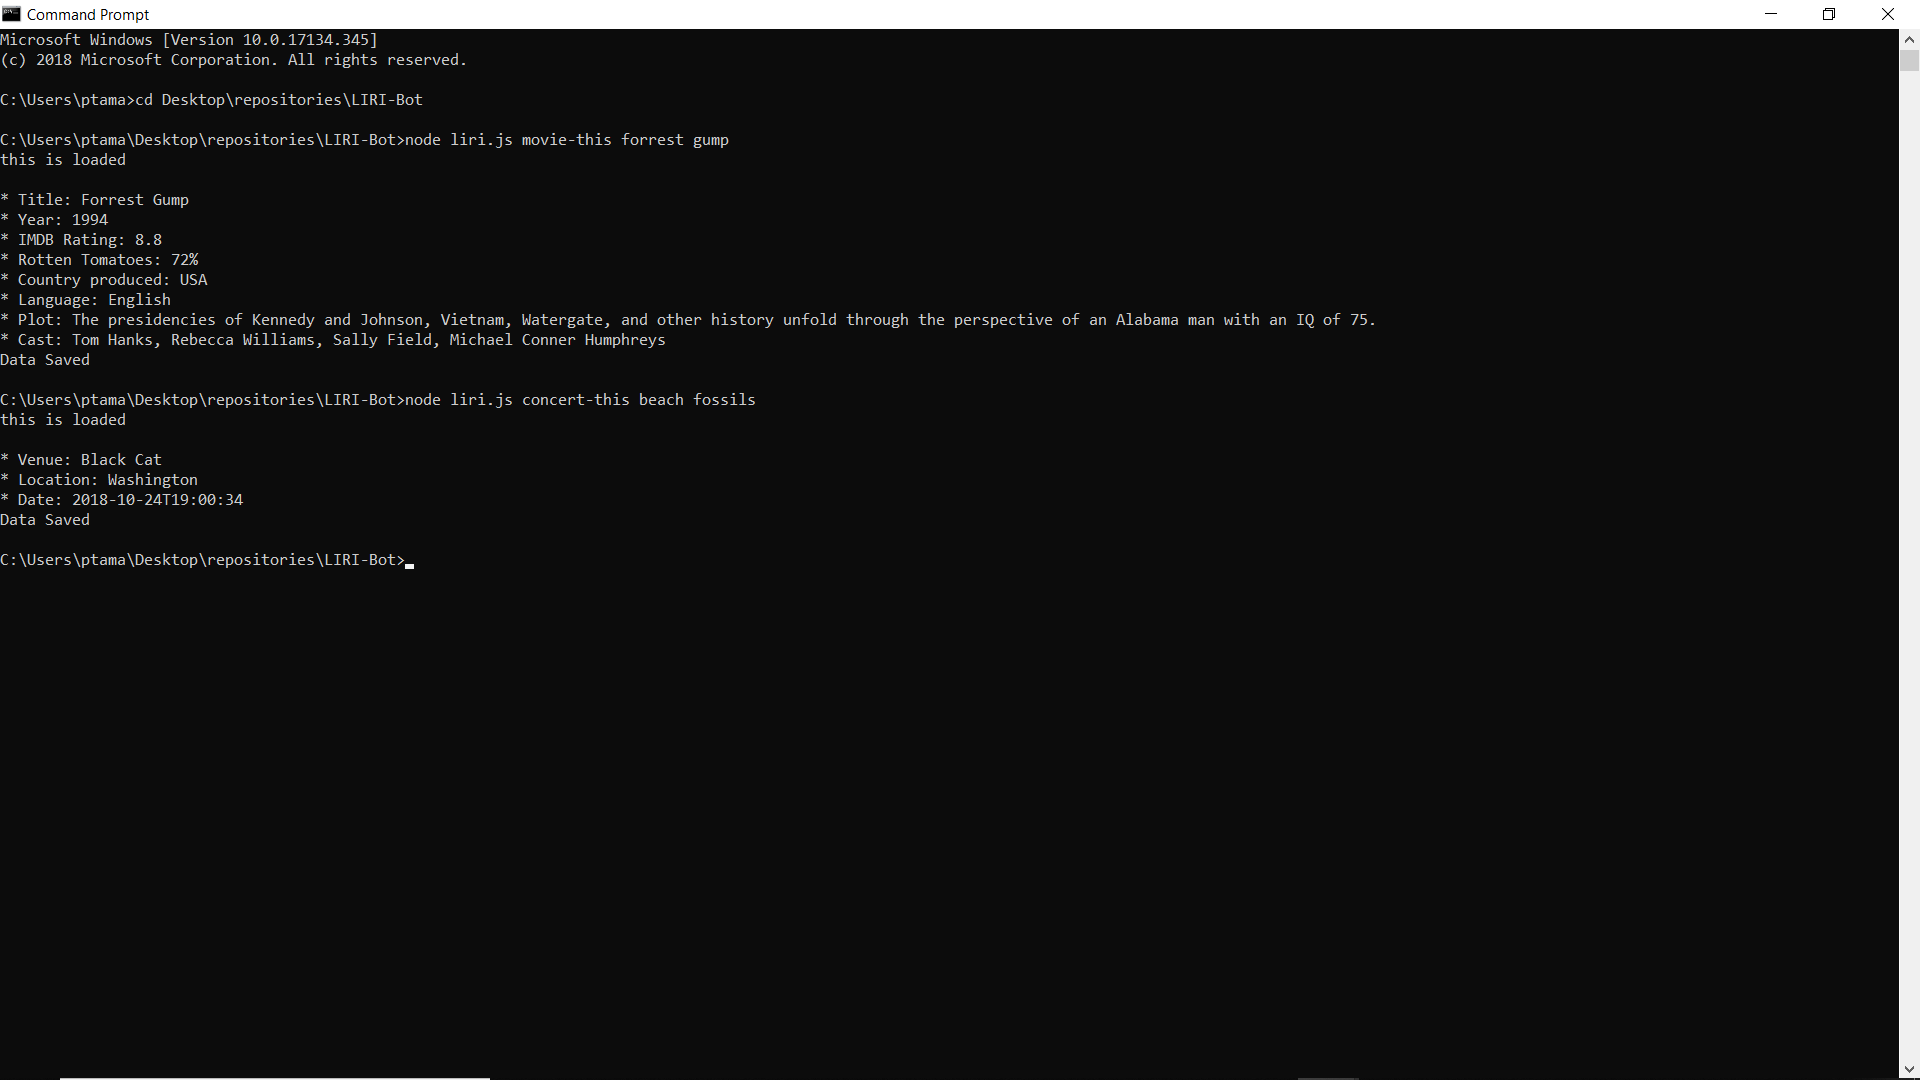 Command Prompt
Microsoft Windows [Version 10.0.17134.345]
(c) 2018 Microsoft Corporation. All rights reserved.
C:\Users\ptama>cd Desktop\repositories\LIRI-Bot
C:\Users\ptama\Desktop\repositories\LIRI-Bot>node liri.js movie-this forrest gump
this is loaded
* Title: Forrest Gump
* Year: 1994
* IMDB Rating: 8.8
* Rotten Tomatoes: 72%
* Country produced: USA
* Language: English
* Plot: The presidencies of Kennedy and Johnson, Vietnam, Watergate, and other history unfold through the perspective of an Alabama man with an IQ of 75.
* Cast: Tom Hanks, Rebecca Williams, Sally Field, Michael Conner Humphreys
Data Saved
C:\Users\ptama\Desktop\repositories\LIRI-Bot>node liri.js concert-this beach fossils
this is loaded
* Venue: Black Cat
* Location: Washington
* Date: 2018-10-24T19:00:34
Data Saved
C:\Users\ptama\Desktop\repositories\LIRI-Bot>